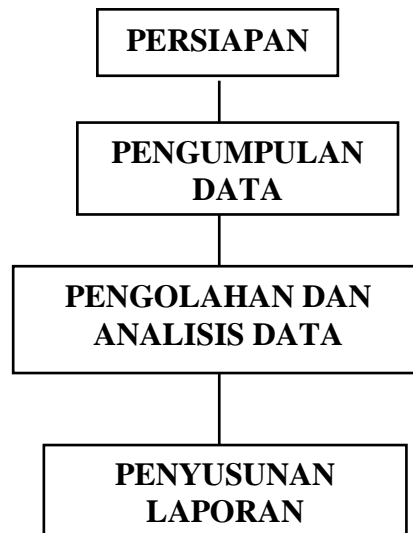 PERSIAPAN
PENGUMPULAN
DATA
PENGOLAHAN DAN
ANALISIS DATA
PENYUSUNAN
LAPORAN